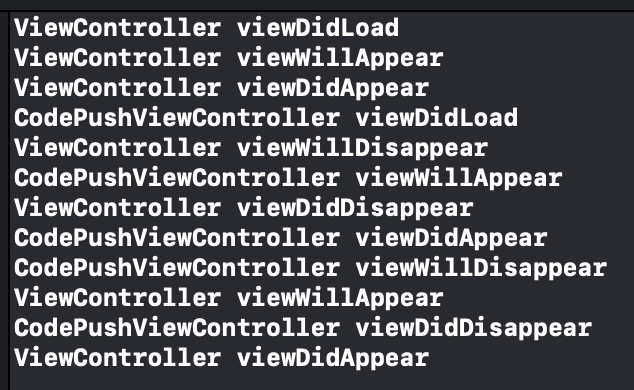 ViewController viewDidLoad
ViewController viewWillAppear
ViewController viewDidAppear
CodePushViewController viewDidLoad
ViewController viewWillDisappear
CodePushViewController viewWillAppear
ViewController viewDidDisappear
CodePushViewController viewDidAppear
CodePushViewController viewWillDisappear
ViewController viewWillAppear
CodePushViewController viewDidDisappear
ViewController viewDidAppear